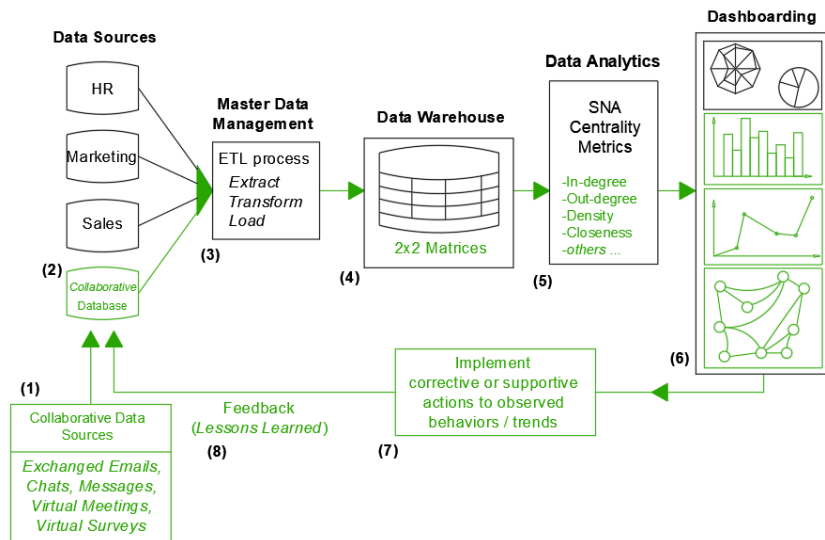 Data Sources
HR
Marketing
Sales
(2)
Collaborative
Database
(1)
Collaborative Data
Sources
Exchanged Emails,
Chats, Messages,
Virtual Meetings,
Virtual Surveys
Master Data
Management
ETL process
Extract
Transform
Load
(3)
Data Warehouse
2x2 Matrices
(4)
Data Analytics
SNA
Centrality
Metrics
-In-degree
-Out-degree
-Density
-Closeness
-others ...
(5)
Dashboarding
(6)
Implement
corrective or supportive
actions to observed
behaviors / trends
(7)
Feedback
(Lessons Learned)
(8)